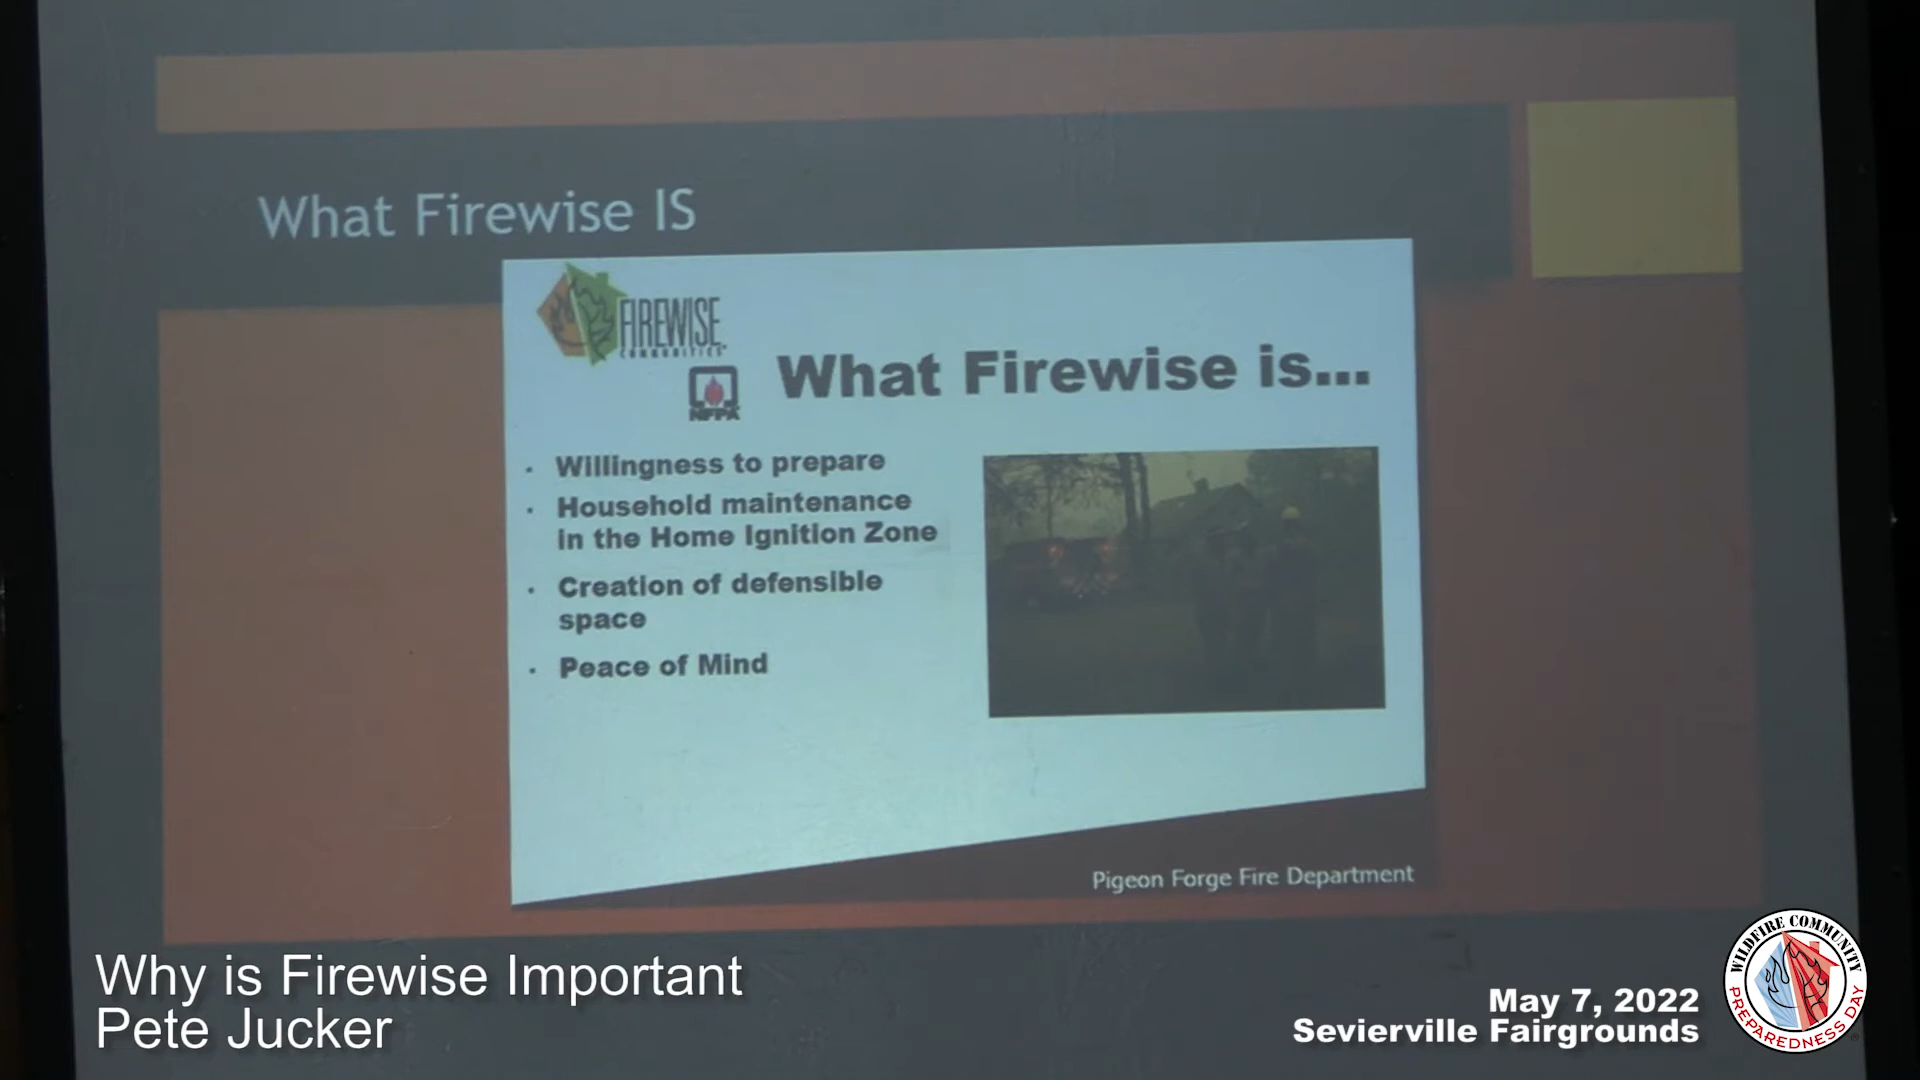 What Firewise IS
FIREWISE
COMMUNITIES
NFPA
What Firewise is...
• Willingness to prepare
• Household maintenance
in the Home Ignition Zone
• Creation of defensible
space
• Peace of Mind
Pigeon Forge Fire Department
Why is Firewise Important
Pete Jucker
May 7, 2022
Sevierville Fairgrounds
WILDFIRE COMMUNITY
PREPAREDNESS DAY